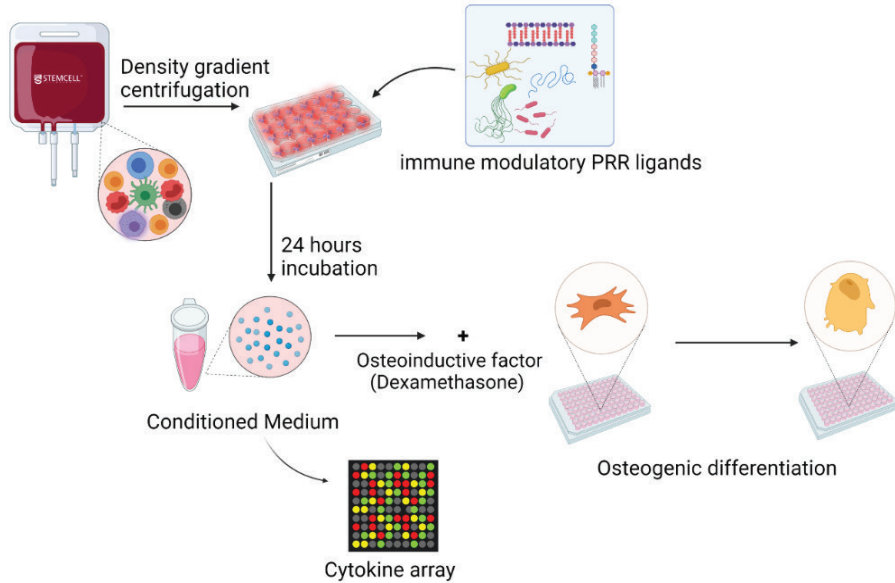 STEMCELL
Density gradient
centrifugation
immune modulatory PRR ligands
24 hours
incubation
+
Osteoinductive factor
(Dexamethasone)
Conditioned Medium
Osteogenic differentiation
Cytokine array